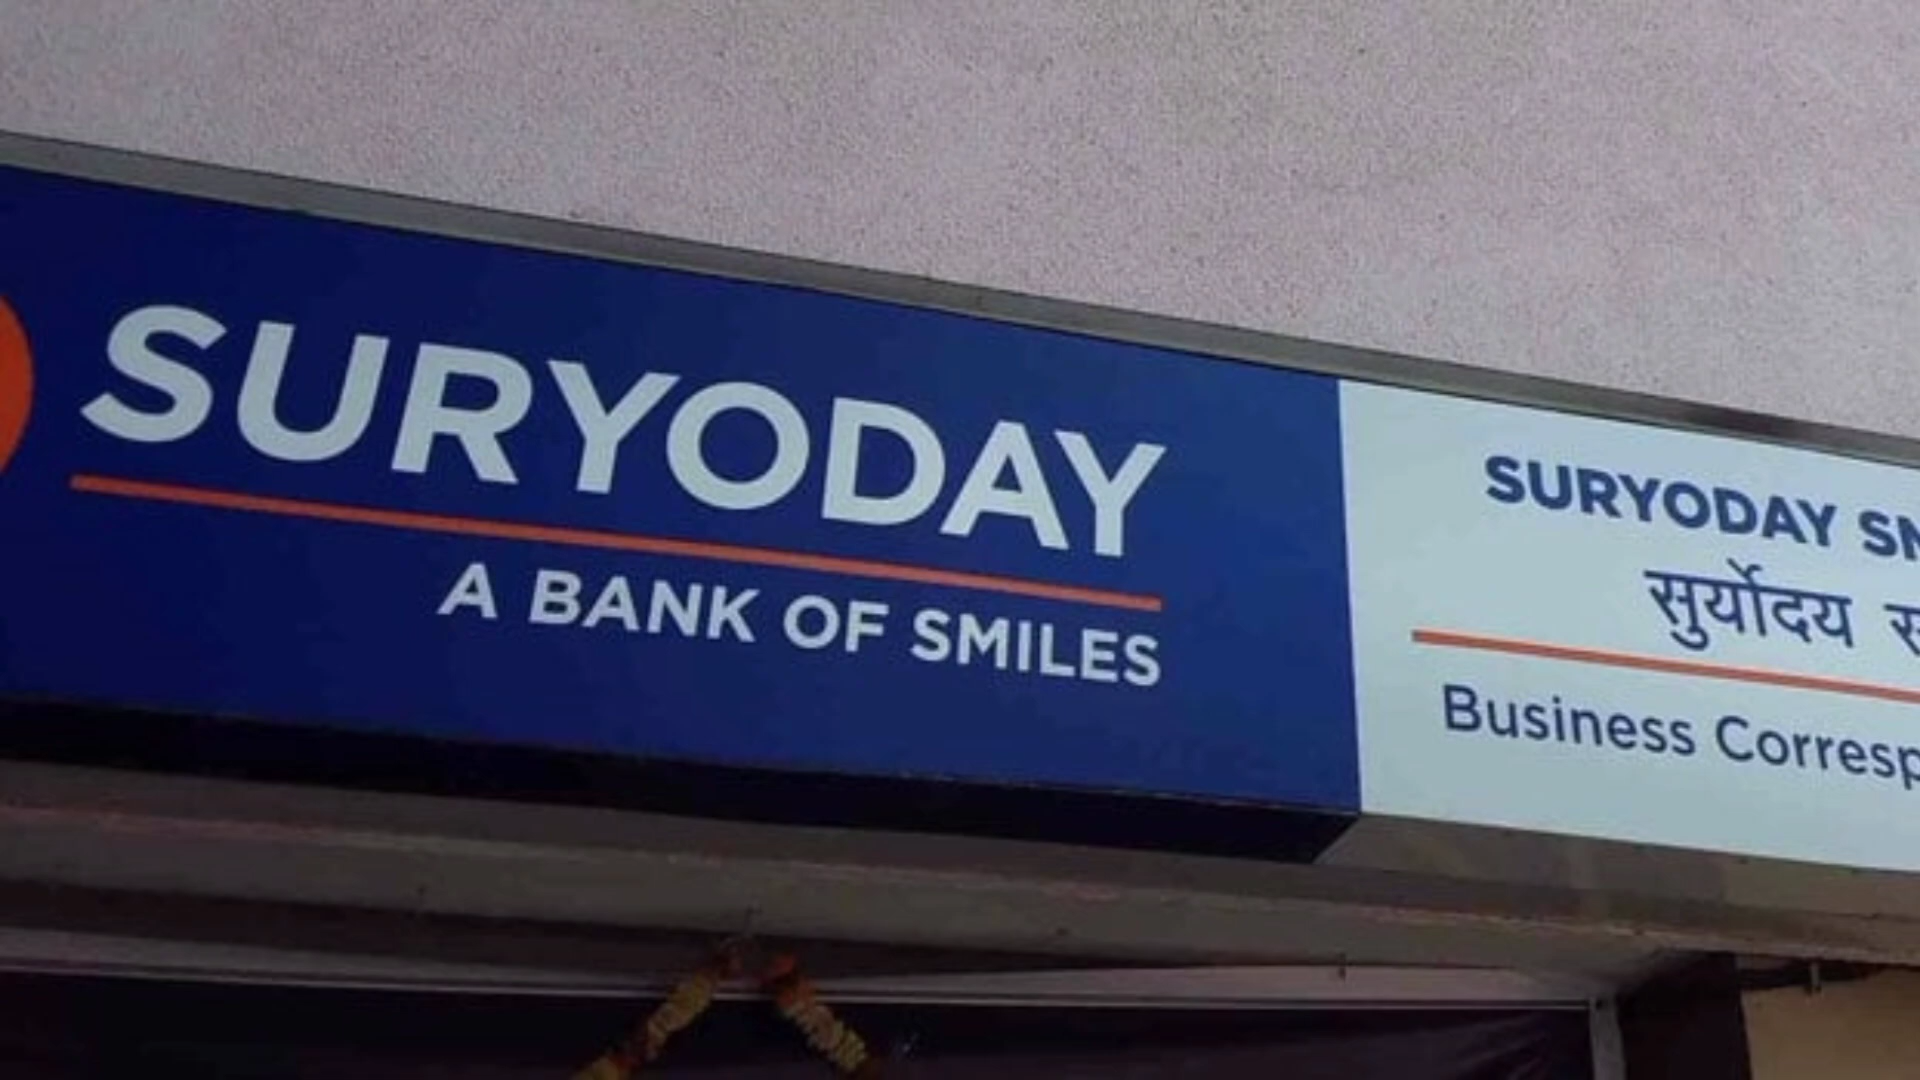 SURYODAY
A BANK OF SMILES
SURYODAY
सुर्योदय
Business